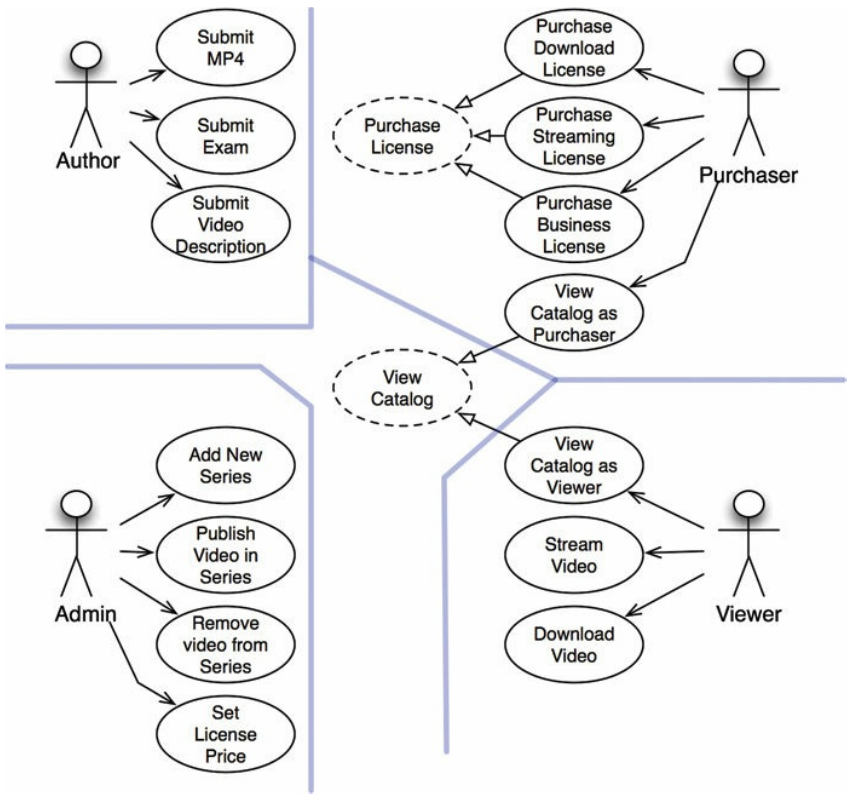 Submit
MP4
Submit
Exam
Author
Submit
Video
Description
Purchase
Download
License
Purchase
License
Purchase
Streaming
License
Purchaser
Purchase
Business
License
View
Catalog as
Purchaser
View
Catalog
Add New
Series
Publish
Video in
Series
Admin
Remove
video from
Series
Set
License
Price
View
Catalog as
Viewer
Stream
Video
Viewer
Download
Video